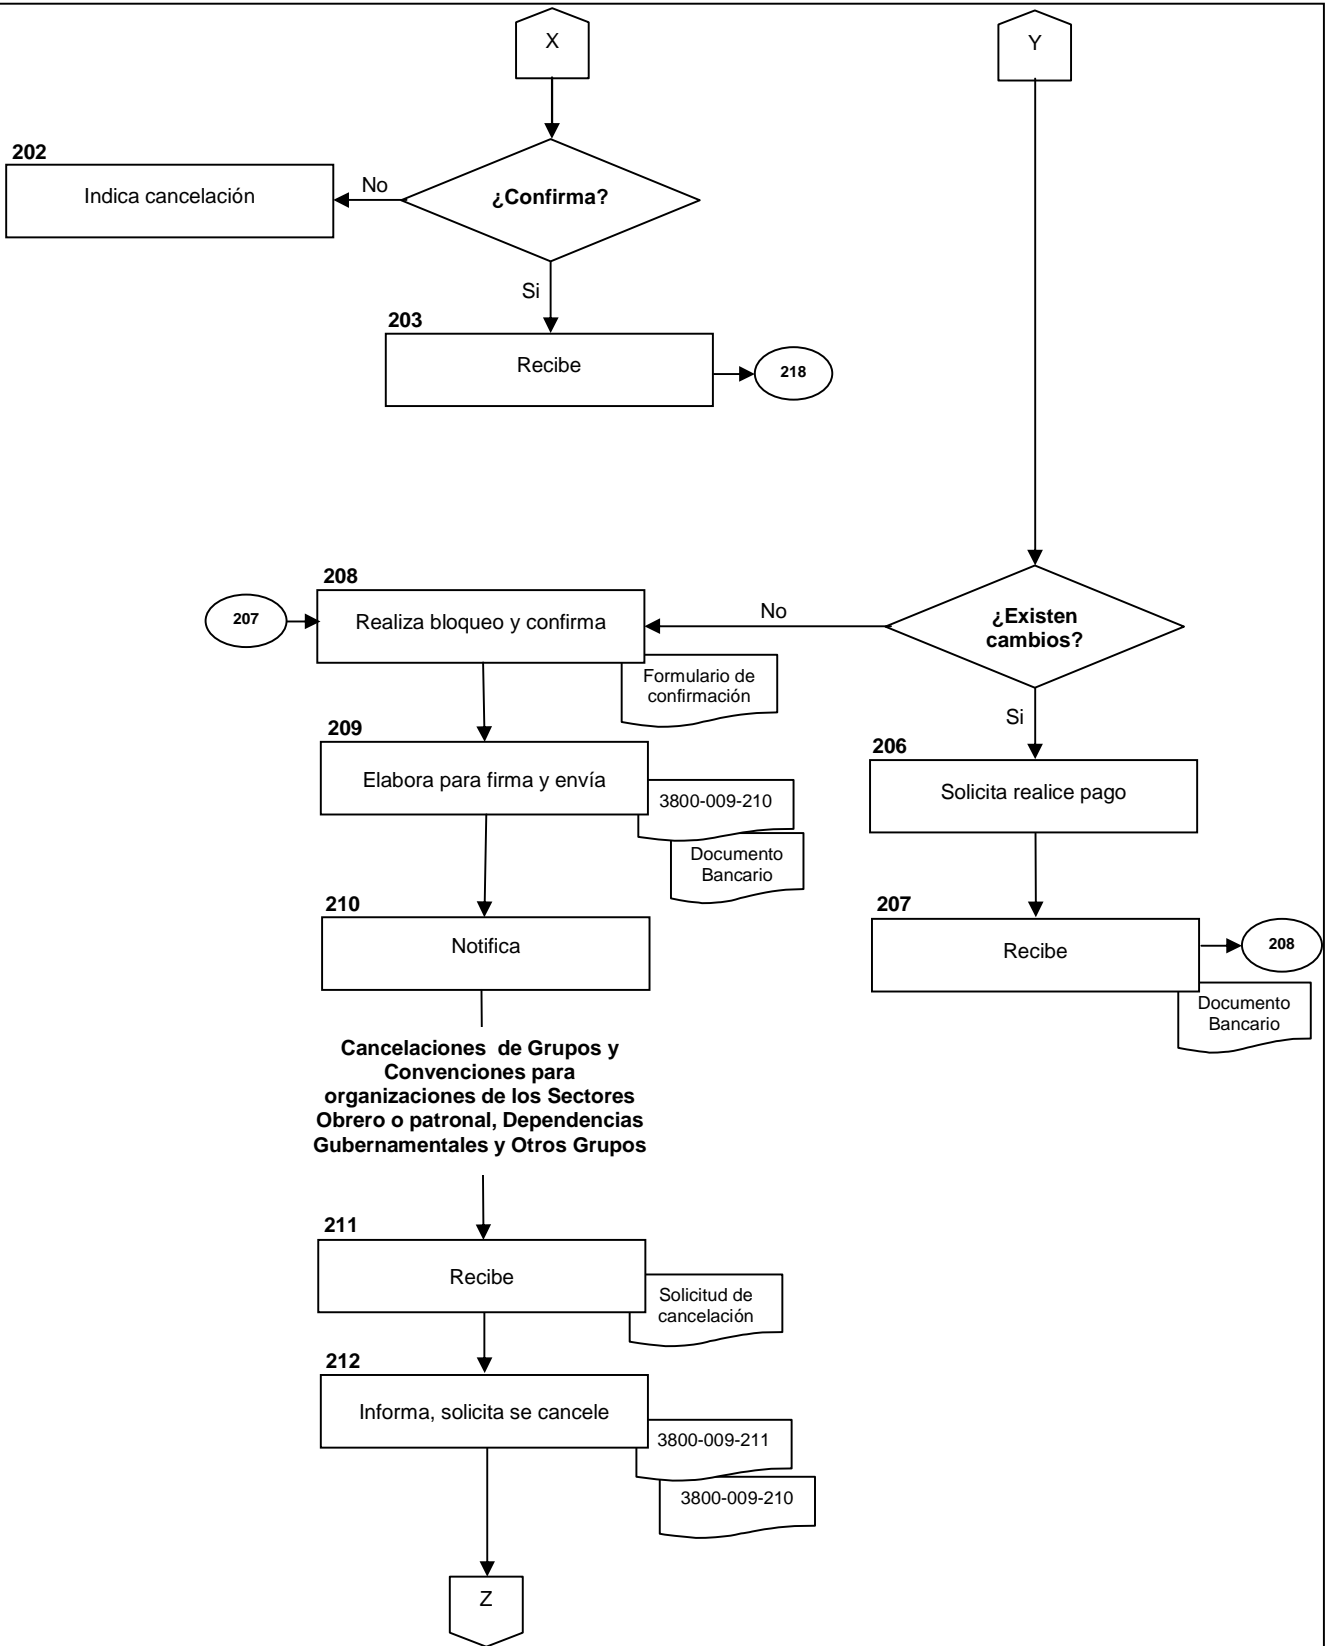 X
Y
202
Indica cancelación
No
¿Confirma?
Si
203
Recibe
218
208
207
Realiza bloqueo y confirma
No
¿Existen
cambios?
Formulario de
confirmación
Si
209
Elabora para firma y envía
3800-009-210
Documento
Bancario
206
Solicita realice pago
210
Notifica
207
Recibe
208
Documento
Bancario
Cancelaciones de Grupos y
Convenciones para
organizaciones de los Sectores
Obrero o patronal, Dependencias
Gubernamentales y Otros Grupos
211
Recibe
Solicitud de
cancelación
212
Informa, solicita se cancele
3800-009-211
3800-009-210
Z